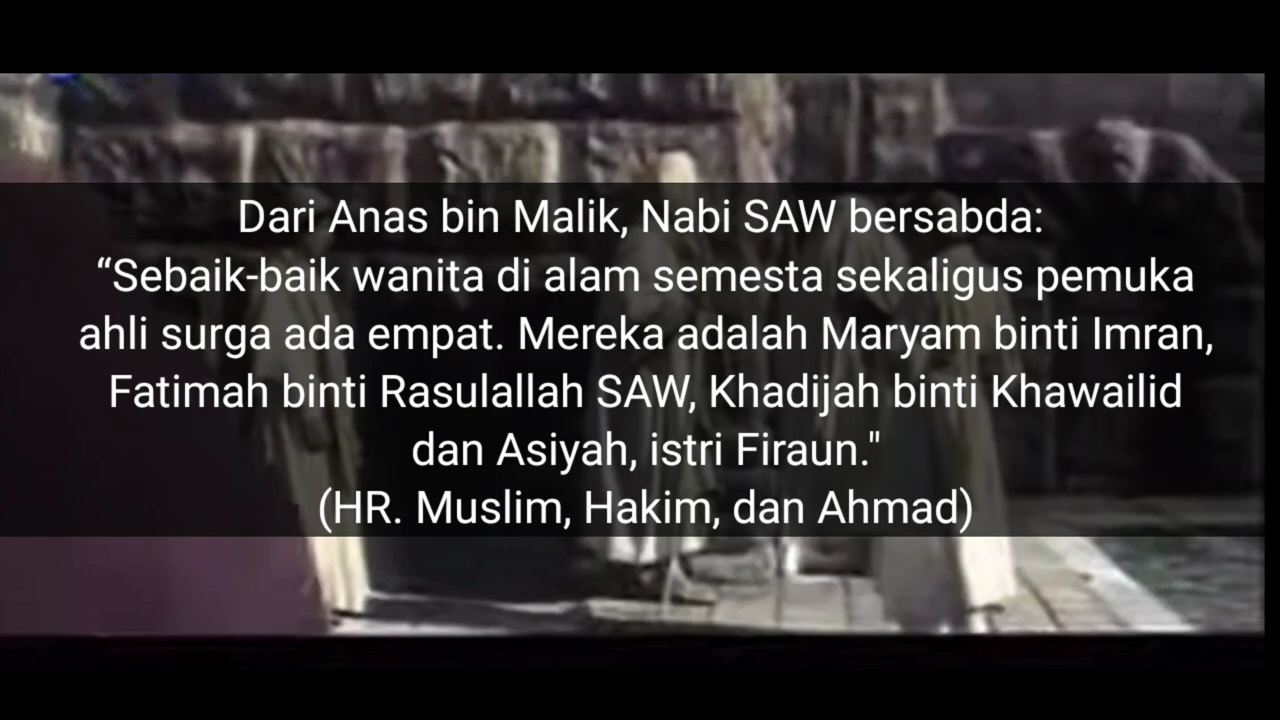 Dari Anas bin Malik, Nabi SAW bersabda:
“Sebaik-baik wanita di alam semesta sekaligus pemuka
ahli surga ada empat. Mereka adalah Maryam binti Imran,
Fatimah binti Rasulallah SAW, Khadijah binti Khawailid
dan Asiyah, istri Firaun."
(HR. Muslim, Hakim, dan Ahmad)